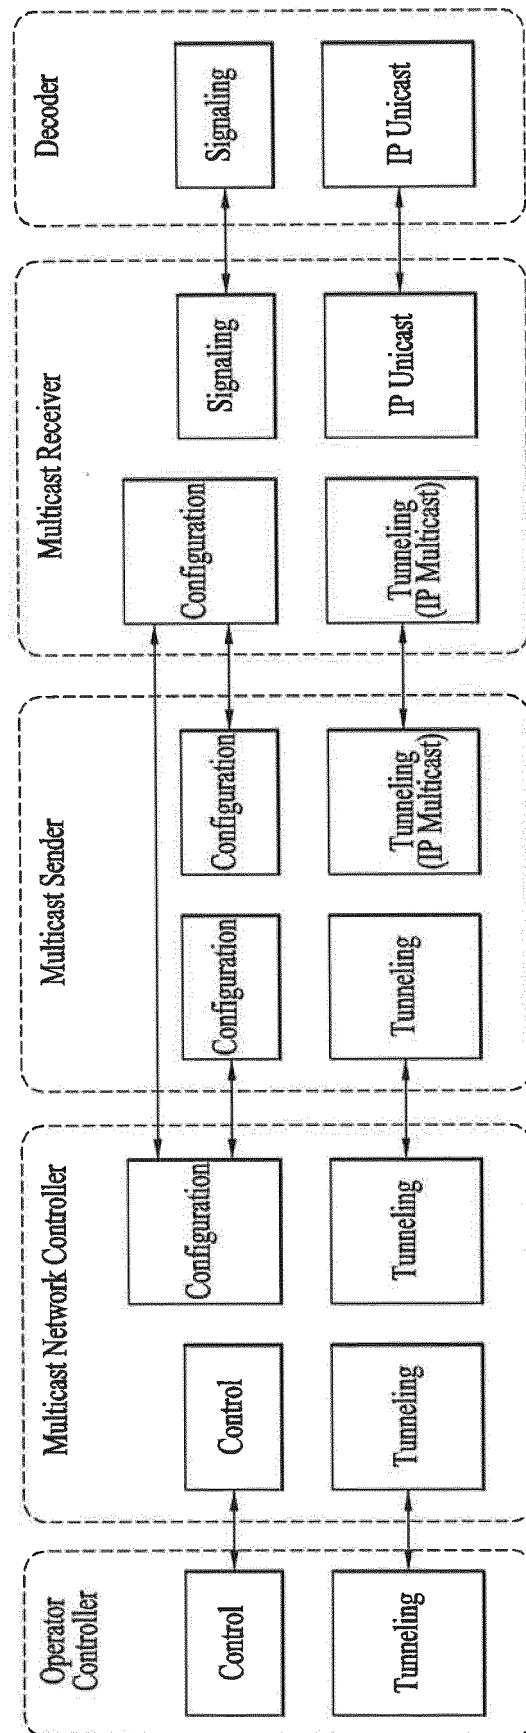 Operator
Controller
Control
Tunneling
Multicast Network Controller
Control
Configuration
Tunneling
Tunneling
Multicast Sender
Configuration
Configuration
Tunneling
Tunneling
(IP Multicast)
Multicast Receiver
Configuration
Signaling
Tunneling
(IP Multicast)
IP Unicast
Decoder
Signaling
IP Unicast